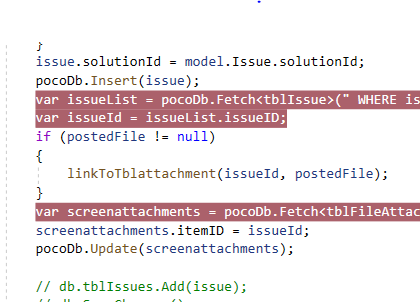 }
issue.solutionId = model.Issue.solutionId;
pocoDb.Insert(issue);
var issueList = pocoDb.Fetch<tblIssue>(" WHERE is
var issueId = issueList.issueID;
if (postedFile != null)
{
linkToTblattachment(issueId, postedFile);
}
var screenattachments = pocoDb.Fetch<tblFileAttac
screenattachments.itemID = issueId;
pocoDb.Update(screenattachments);
// db.tblIssues.Add(issue);